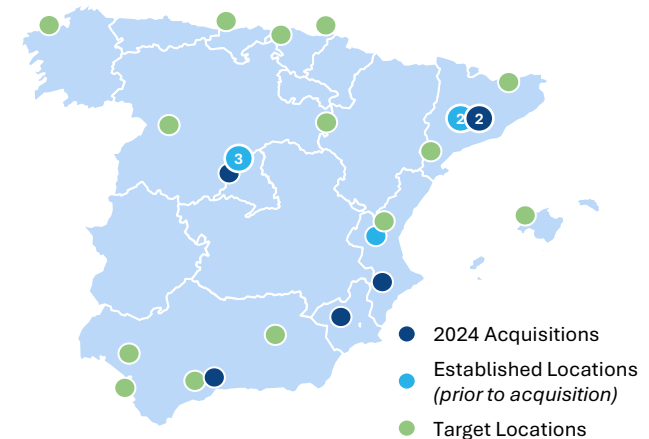 2 2
3
2024 Acquisitions
Established Locations
(prior to acquisition)
Target Locations